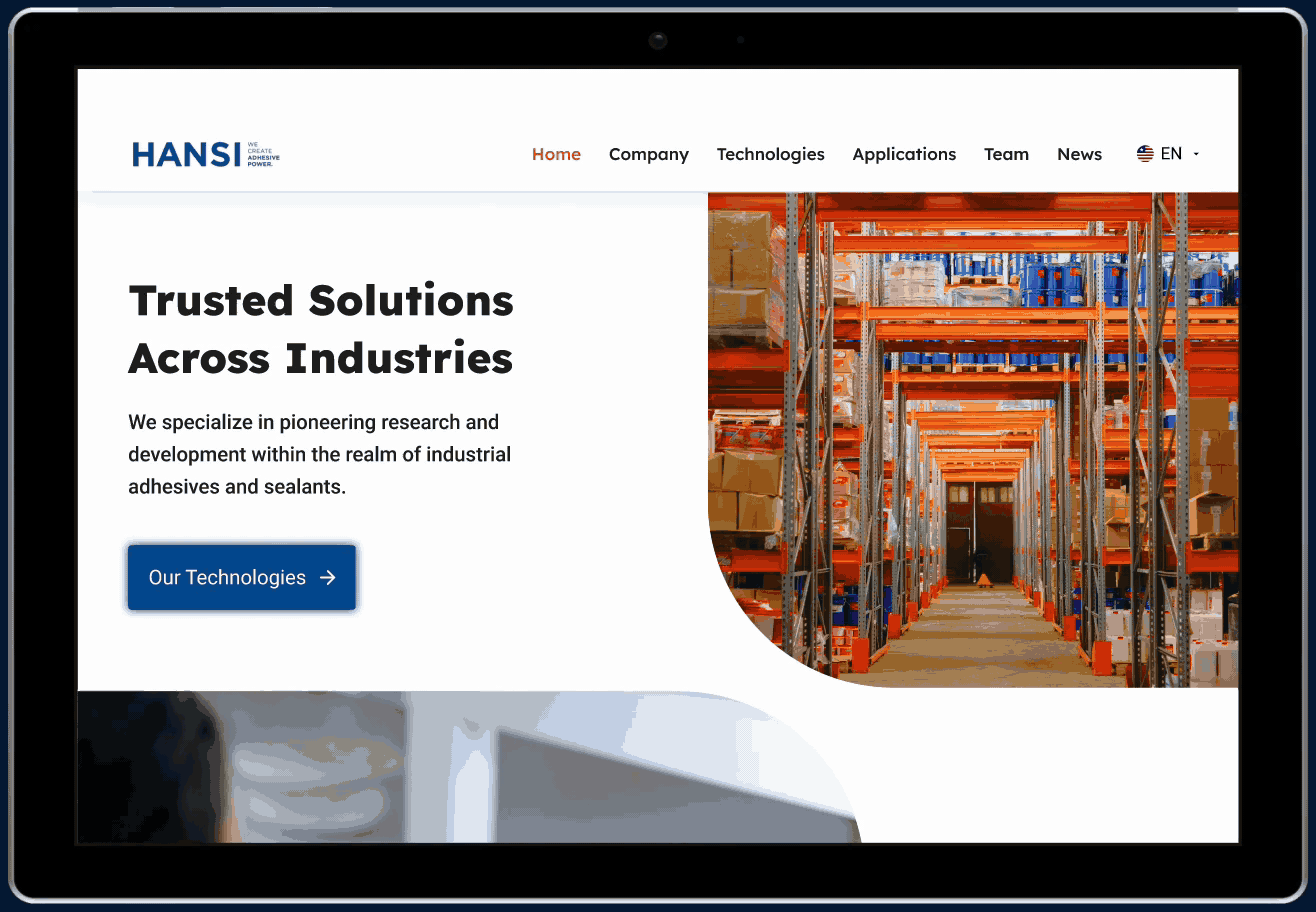 HANSI
WE
CREATE
ADHESIVE
POWER.
Home Company Technologies Applications Team News EN
Trusted Solutions
Across Industries
We specialize in pioneering research and
development within the realm of industrial
adhesives and sealants.
Our Technologies →